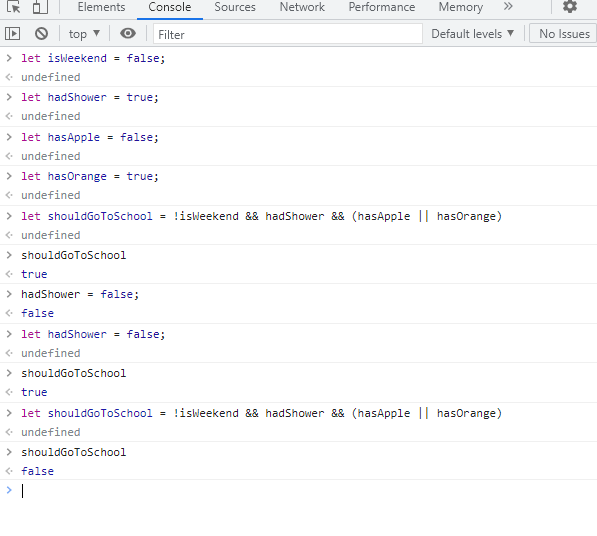 Elements Console Sources Network Performance Memory »
top ▼ Filter Default levels ▼ No Issues
> let isWeekend = false;
<· undefined
> let hadShower = true;
<· undefined
> let hasApple = false;
<· undefined
> let hasOrange = true;
<· undefined
> let shouldGoToSchool = !isWeekend && hadShower && (hasApple || hasOrange)
<· undefined
> shouldGoToSchool
<· true
> hadShower = false;
<· false
> let hadShower = false;
<· undefined
> shouldGoToSchool
<· true
> let shouldGoToSchool = !isWeekend && hadShower && (hasApple || hasOrange)
<· undefined
> shouldGoToSchool
<· false
>